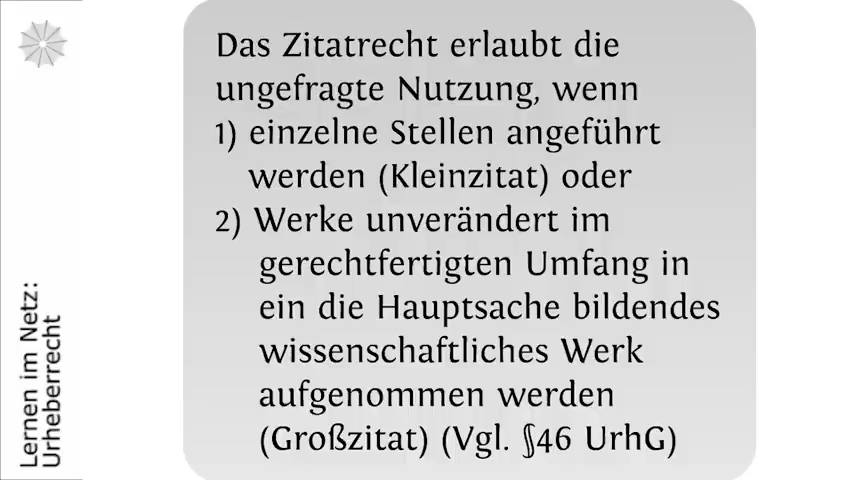 Das Zitatrecht erlaubt die
ungefragte Nutzung, wenn
1) einzelne Stellen angeführt
werden (Kleinzitat) oder
2) Werke unverändert im
gerechtfertigten Umfang in
ein die Hauptsache bildendes
wissenschaftliches Werk
aufgenommen werden
(Großzitat) (Vgl. §46 UrhG)
Lernen im Netz:
Urheberrecht